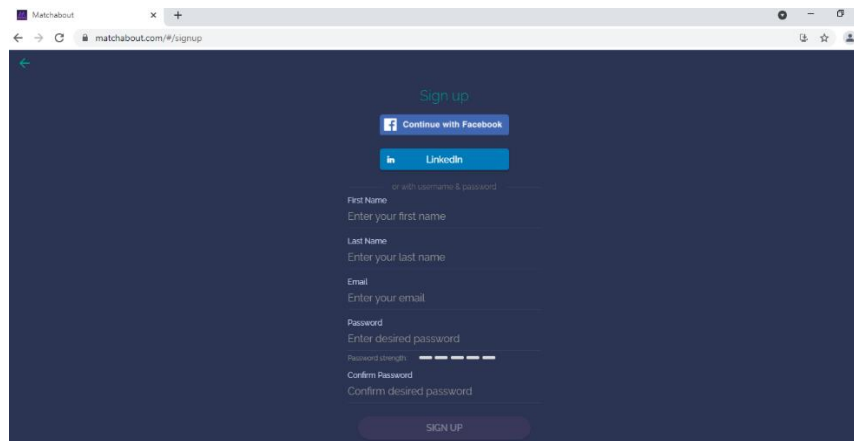 Matchabout
matchabout.com/#/signup
Sign up
Continue with Facebook
in LinkedIn
or with username & password
First Name
Enter your first name
Last Name
Enter your last name
Email
Enter your email
Password
Enter desired password
Password strength
Confirm Password
Confirm desired password
SIGN UP